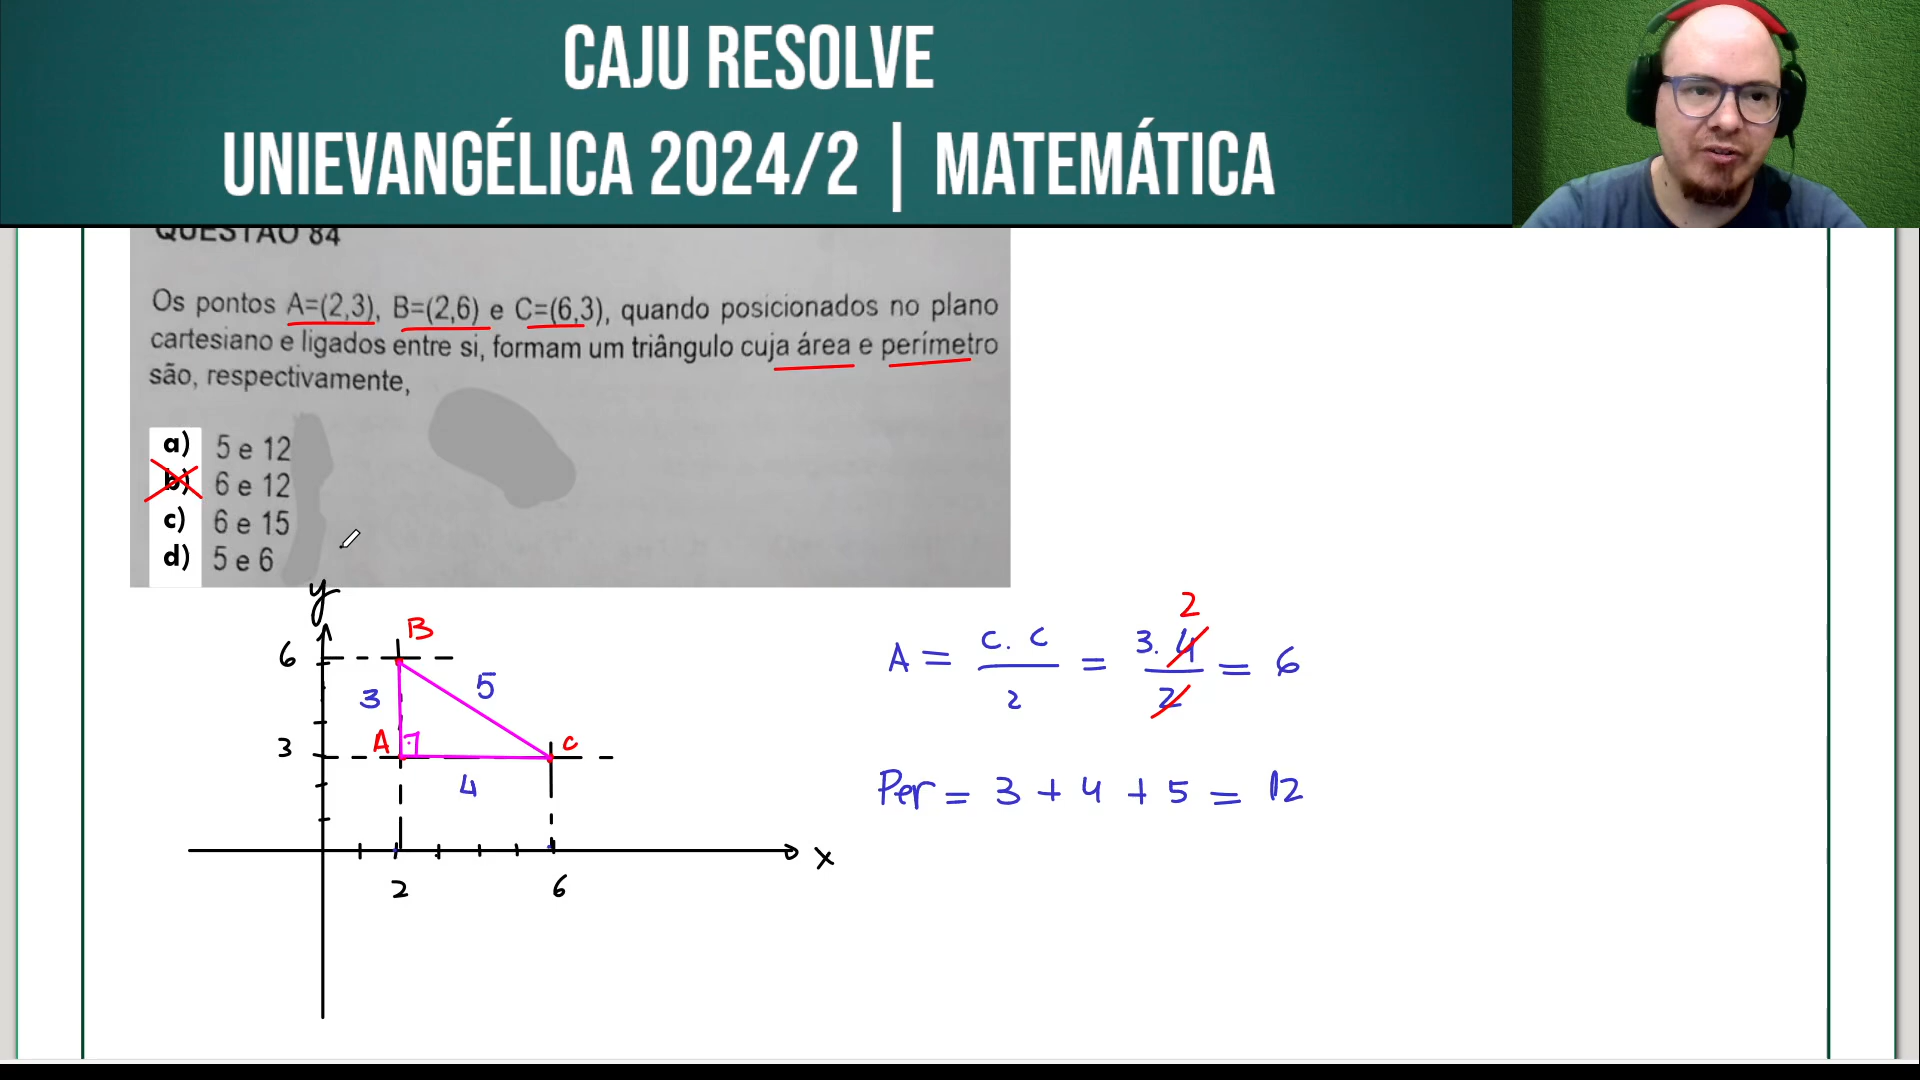 CAJU RESOLVE
UNIEVANGÉLICA 2024/2 | MATEMÁTICA
QUESTÃO 84
Os pontos A=(2,3), B=(2,6) e C=(6,3), quando posicionados no plano
cartesiano e ligados entre si, formam um triângulo cuja área e perímetro
são, respectivamente,
a) 5 e 12
b) 6 e 12
c) 6 e 15
d) 5 e 6
y
6
B
3
5
3
A
C
4
x
2
6
A = c. c / 2 = 3. 4 / 2 = 6
2
Per = 3 + 4 + 5 = 12